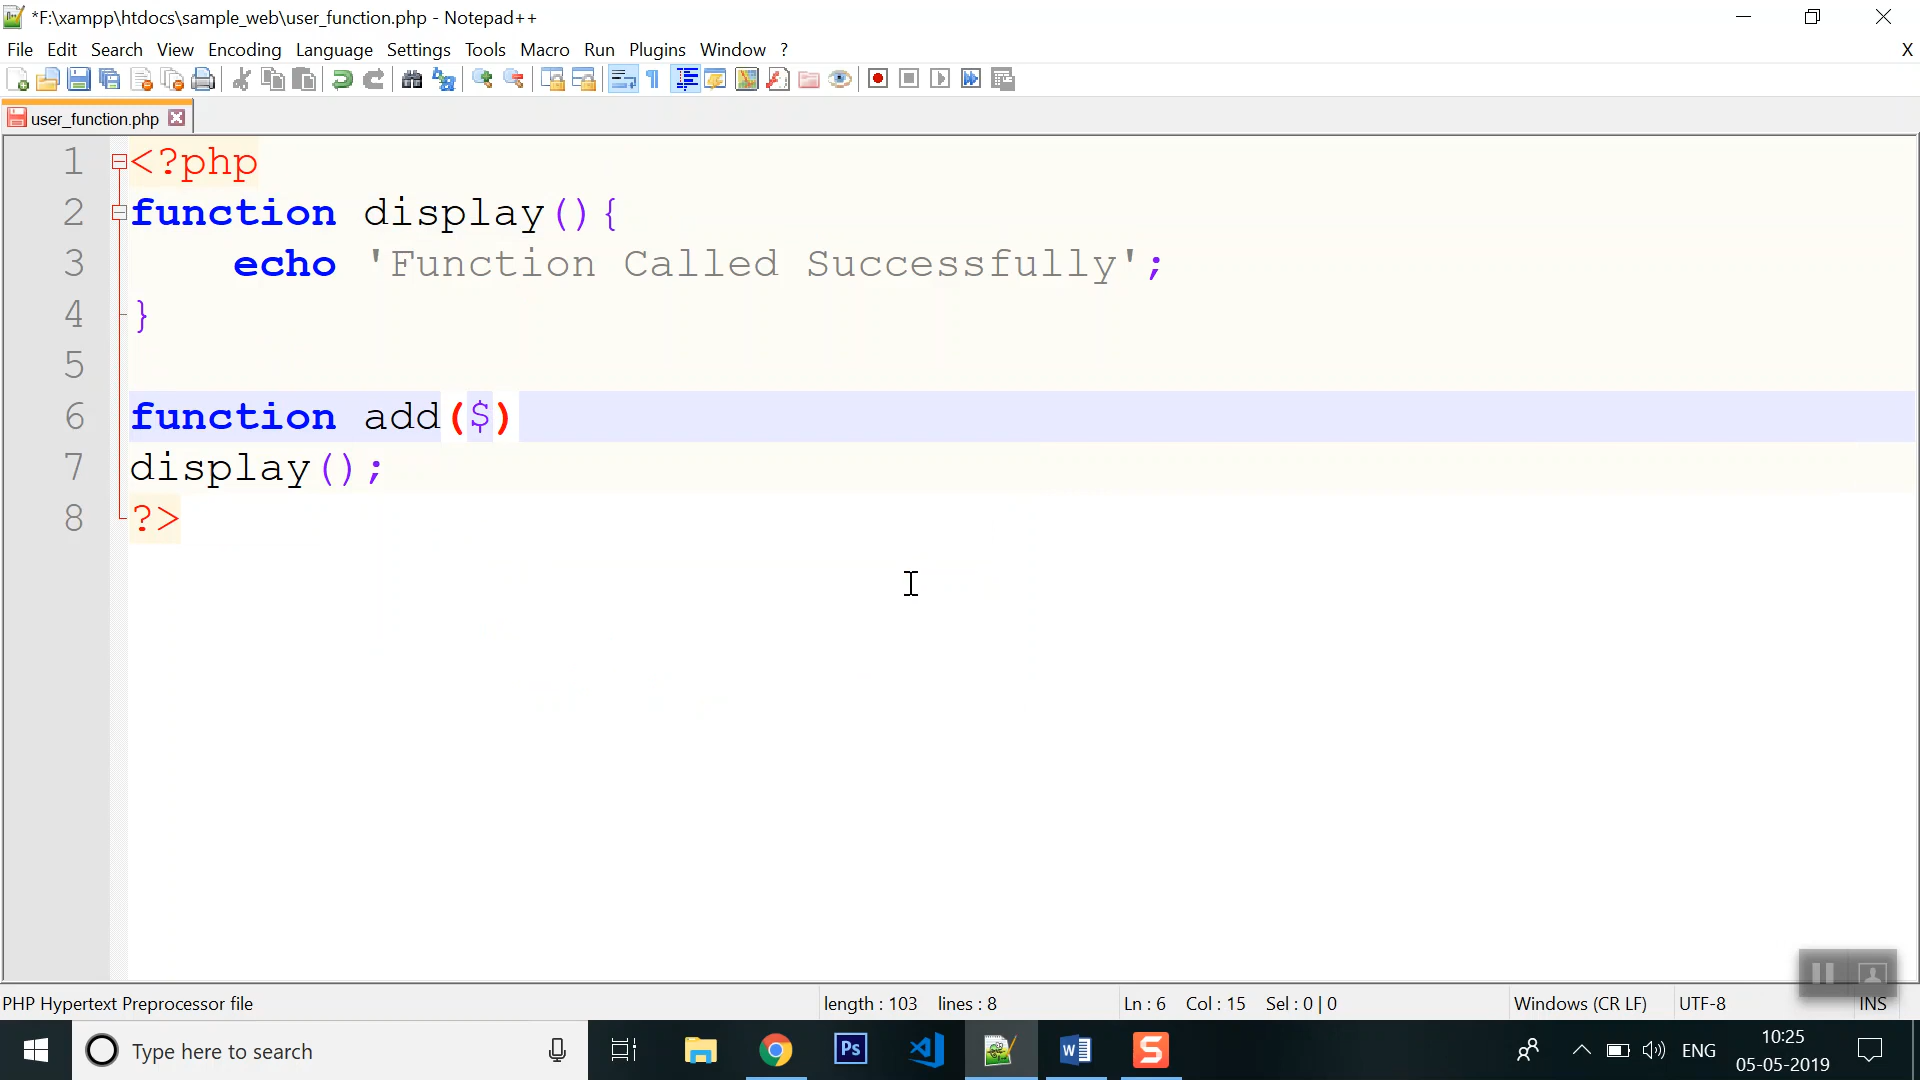 *F:\xampp\htdocs\sample_web\user_function.php - Notepad++
File Edit Search View Encoding Language Settings Tools Macro Run Plugins Window ? X
user_function.php
1 <?php
2 function display(){
3 echo 'Function Called Successfully';
4 }
5
6 function add($)
7 display();
8 ?>
PHP Hypertext Preprocessor file length : 103 lines : 8 Ln : 6 Col : 15 Sel : 0 | 0 Windows (CR LF) UTF-8 INS
Type here to search Ps W S ENG 10:25
05-05-2019